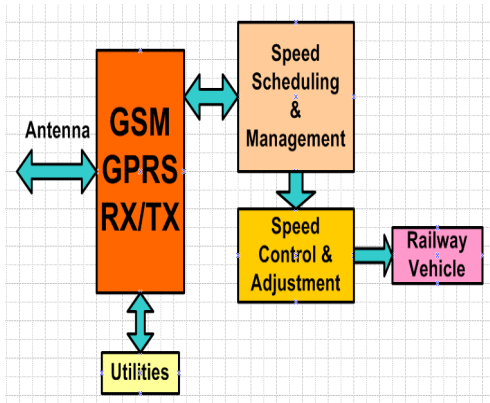 Antenna
GSM
GPRS
RX/TX
Speed
Scheduling
&
Management
Speed
Control &
Adjustment
Railway
Vehicle
Utilities